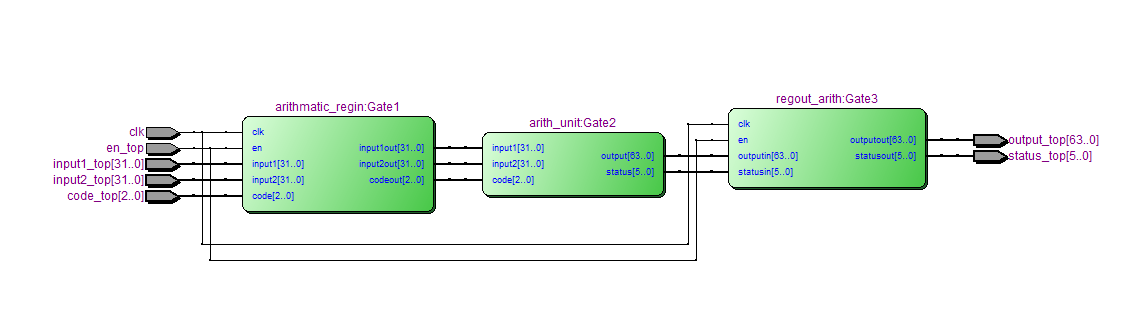 arithmatic_regin:Gate1
arith_unit:Gate2
regout_arith:Gate3
clk
en_top
input1_top[31..0]
input2_top[31..0]
code_top[2..0]
clk
en
input1[31..0]
input2[31..0]
code[2..0]
input1out[31..0]
input2out[31..0]
codeout[2..0]
input1[31..0]
input2[31..0]
code[2..0]
output[63..0]
status[5..0]
clk
en
outputin[63..0]
statusin[5..0]
outputout[63..0]
statusout[5..0]
output_top[63..0]
status_top[5..0]